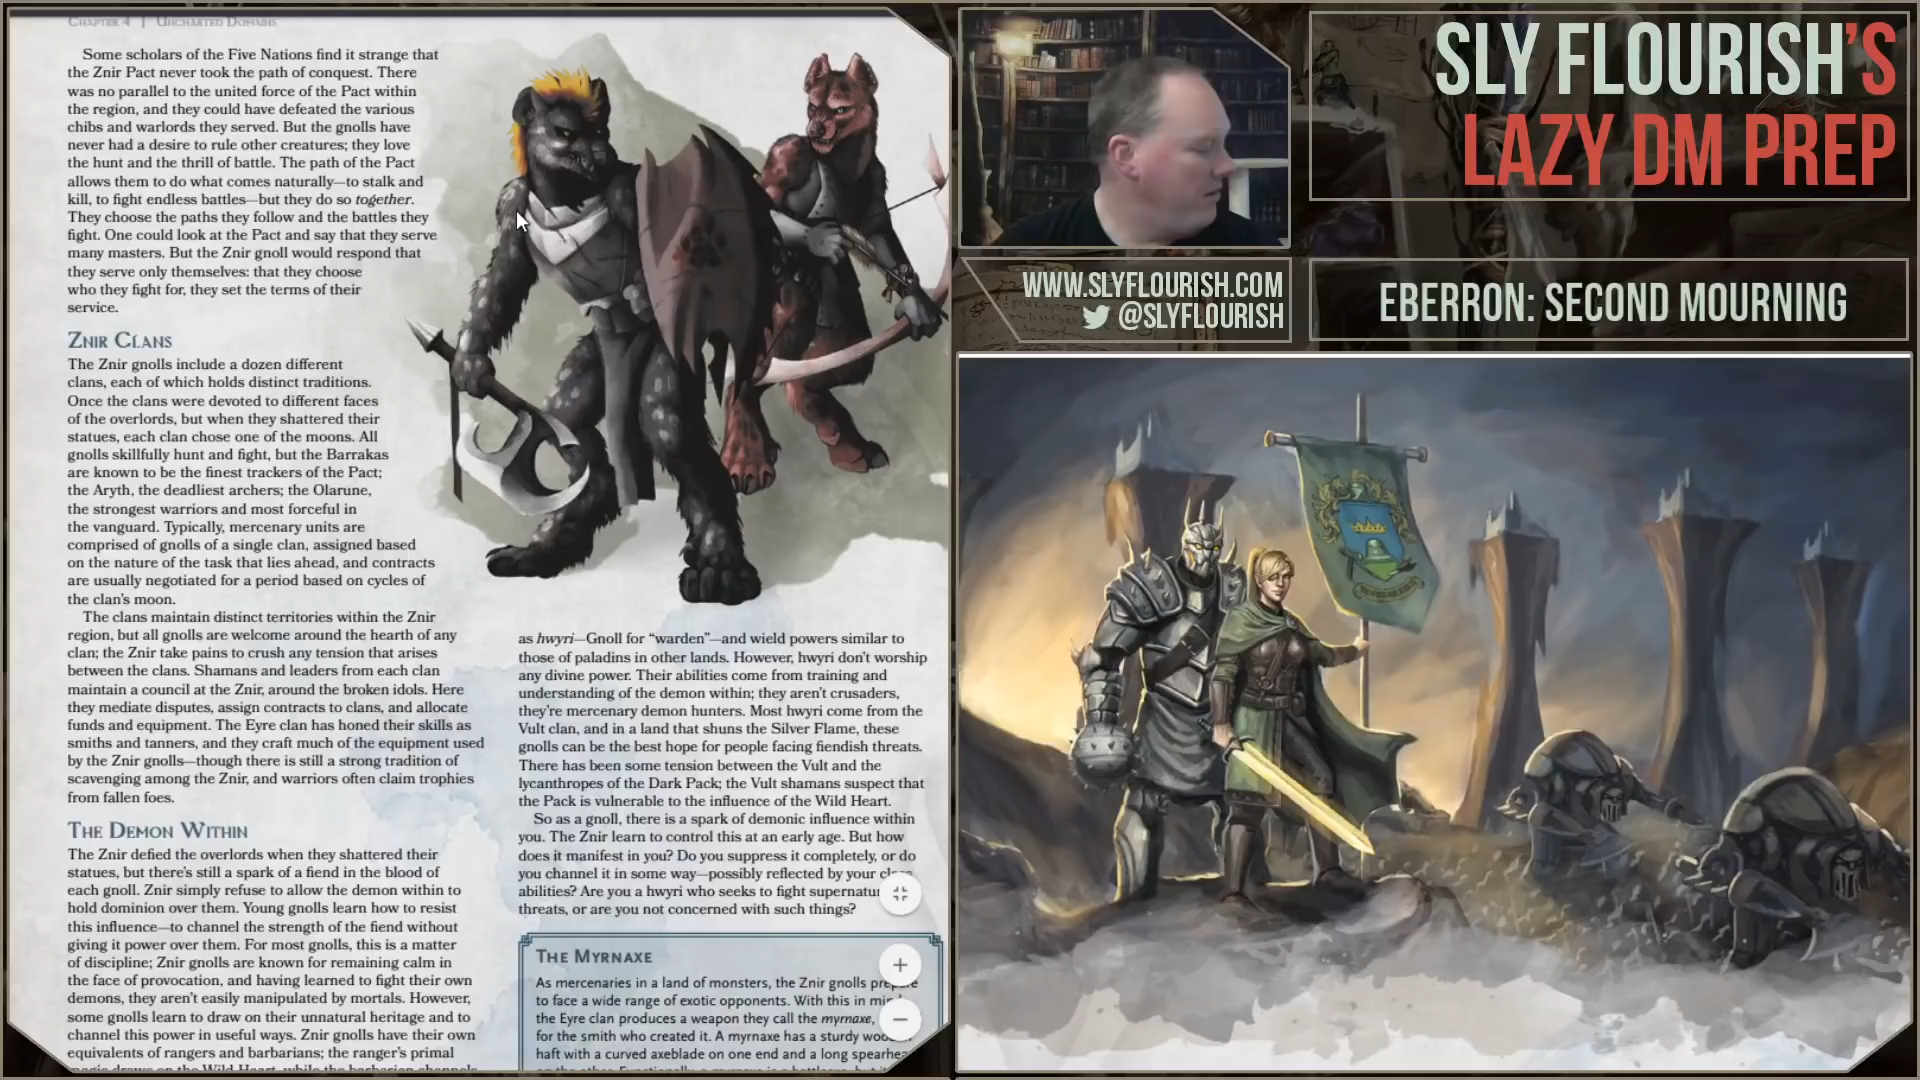 CHAPTER 4 | UNCHARTED DOMAINS
Some scholars of the Five Nations find it strange that
the Znir Pact never took the path of conquest. There
was no parallel to the united force of the Pact within
the region, and they could have defeated the various
chibs and warlords they served. But the gnolls have
never had a desire to rule other creatures; they love
the hunt and the thrill of battle. The path of the Pact
allows them to do what comes naturally—to stalk and
kill, to fight endless battles—but they do so together.
They choose the paths they follow and the battles they
fight. One could look at the Pact and say that they serve
many masters. But the Znir gnoll would respond that
they serve only themselves: that they choose
who they fight for, they set the terms of their
service.
ZNIR CLANS
The Znir gnolls include a dozen different
clans, each of which holds distinct traditions.
Once the clans were devoted to different faces
of the overlords, but when they shattered their
statues, each clan chose one of the moons. All
gnolls skillfully hunt and fight, but the Barrakas
are known to be the finest trackers of the Pact;
the Aryth, the deadliest archers; the Olarune,
the strongest warriors and most forceful in
the vanguard. Typically, mercenary units are
comprised of gnolls of a single clan, assigned based
on the nature of the task that lies ahead, and contracts
are usually negotiated for a period based on cycles of
the clan's moon.
The clans maintain distinct territories within the Znir
region, but all gnolls are welcome around the hearth of any
clan; the Znir take pains to crush any tension that arises
between the clans. Shamans and leaders from each clan
maintain a council at the Znir, around the broken idols. Here
they mediate disputes, assign contracts to clans, and allocate
funds and equipment. The Eyre clan has honed their skills as
smiths and tanners, and they craft much of the equipment used
by the Znir gnolls—though there is still a strong tradition of
scavenging among the Znir, and warriors often claim trophies
from fallen foes.
THE DEMON WITHIN
The Znir defied the overlords when they shattered their
statues, but there's still a spark of a fiend in the blood of
each gnoll. Znir simply refuse to allow the demon within to
hold dominion over them. Young gnolls learn how to resist
this influence—to channel the strength of the fiend without
giving it power over them. For most gnolls, this is a matter
of discipline; Znir gnolls are known for remaining calm in
the face of provocation, and having learned to fight their own
demons, they aren't easily manipulated by mortals. However,
some gnolls learn to draw on their unnatural heritage and to
channel this power in useful ways. Znir gnolls have their own
equivalents of rangers and barbarians; the ranger's primal
magic draws on the Wild Heart, while the barbarian channels
as hwyri—Gnoll for “warden”—and wield powers similar to
those of paladins in other lands. However, hwyri don't worship
any divine power. Their abilities come from training and
understanding of the demon within; they aren't crusaders,
they're mercenary demon hunters. Most hwyri come from the
Vult clan, and in a land that shuns the Silver Flame, these
gnolls can be the best hope for people facing fiendish threats.
There has been some tension between the Vult and the
lycanthropes of the Dark Pack; the Vult shamans suspect that
the Pack is vulnerable to the influence of the Wild Heart.
So as a gnoll, there is a spark of demonic influence within
you. The Znir learn to control this at an early age. But how
does it manifest in you? Do you suppress it completely, or do
you channel it in some way—possibly reflected by your class
abilities? Are you a hwyri who seeks to fight
threats, or are you not concerned with such things?
THE MYRNAXE
As mercenaries in a land of monsters, the Znir gnolls prepare
to face a wide range of exotic opponents. With this in
the Eyre clan produces a weapon they call the myrnaxe,
for the smith who created it. A myrnaxe has a sturdy
haft with a curved axeblade on one end and a long
SLY FLOURISH'S
LAZY DM PREP
WWW.SLYFLOURISH.COM
@SLYFLOURISH
EBERRON: SECOND MOURNING